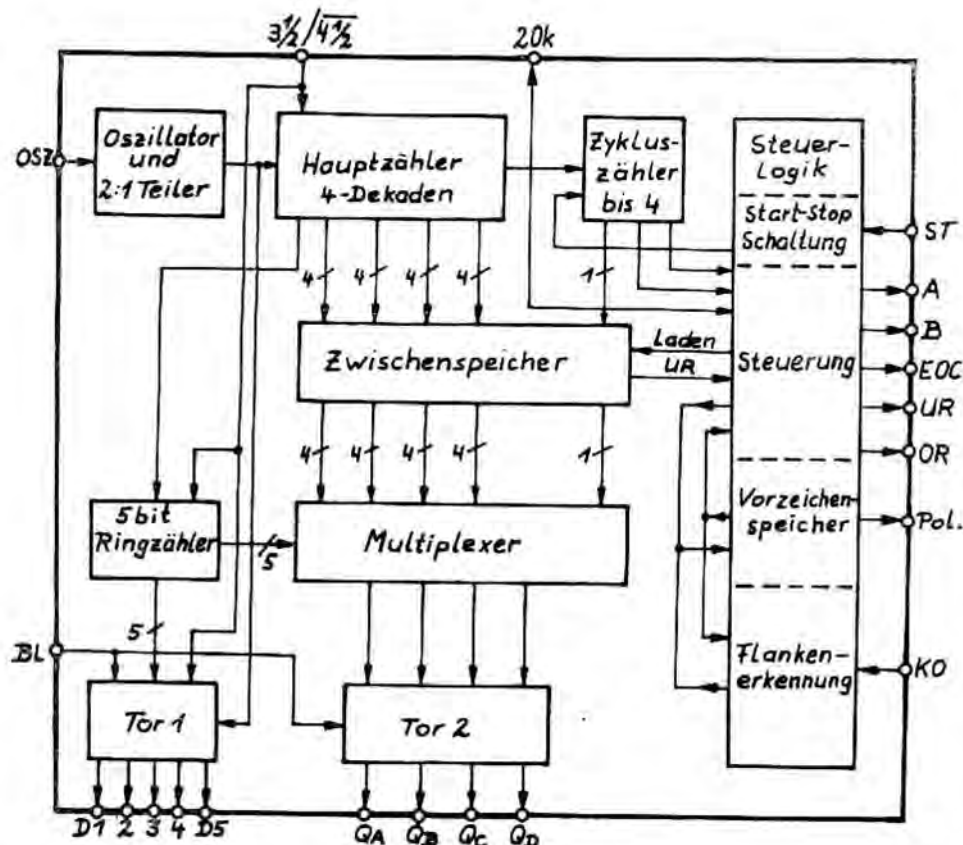 3½/4½ 20k
OSZ
Oszillator
und
2:1 Teiler
Hauptzähler
4-Dekaden
Zyklus-
zähler
bis 4
Steuer-
Logik
Start-Stop
Schaltung
ST
4 4 4 4 1
A
B
Zwischenspeicher
Laden
UR
Steuerung
EOC
UR
OR
4 4 4 4 1
5bit
Ringzähler
5
Multiplexer
Vorzeichen
speicher
Pol.
5
BL
Flanken-
erkennung
KO
Tor 1
Tor 2
D1 2 3 4 D5
QA QB QC QD